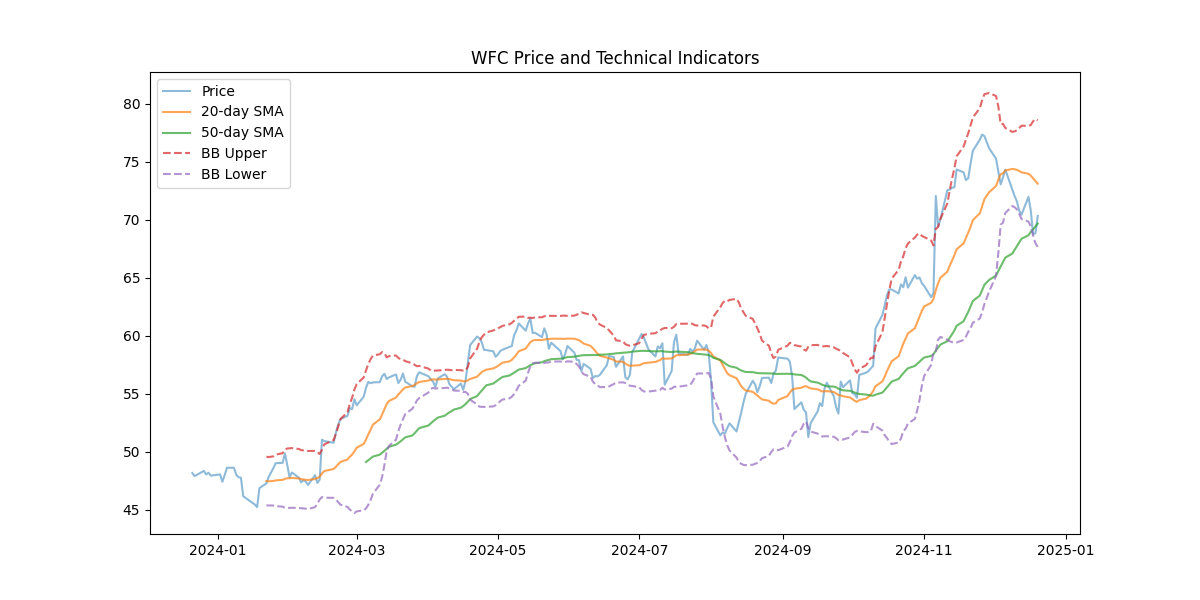 WFC Price and Technical Indicators
Price
20-day SMA
50-day SMA
BB Upper
BB Lower
80
75
70
65
60
55
50
45
2024-01
2024-03
2024-05
2024-07
2024-09
2024-11
2025-01